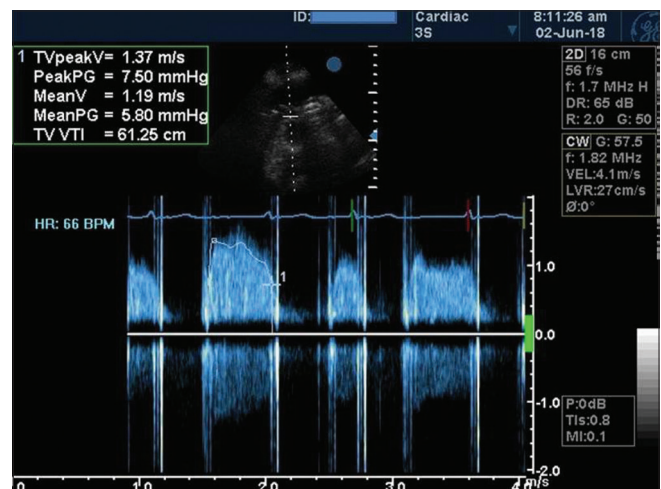 ID:
Cardiac
3S
8:11:26 am
02-Jun-18
1 TVpeakV= 1.37 m/s
PeakPG = 7.50 mmHg
MeanV = 1.19 m/s
MeanPG = 5.80 mmHg
TV VTI = 61.25 cm
2D 16 cm
56 f/s
f: 1.7 MHz H
DR: 65 dB
R: 2.0 G: 50
CW G: 57.5
f: 1.82 MHz
VEL:4.1m/s
LVR:27cm/s
Ø:0°
HR: 66 BPM
1
1.0
0.0
-1.0
P:0dB
TIs:0.8
MI:0.1
-2.0
m/s
.0
1.0
2.0
3.0
4.0